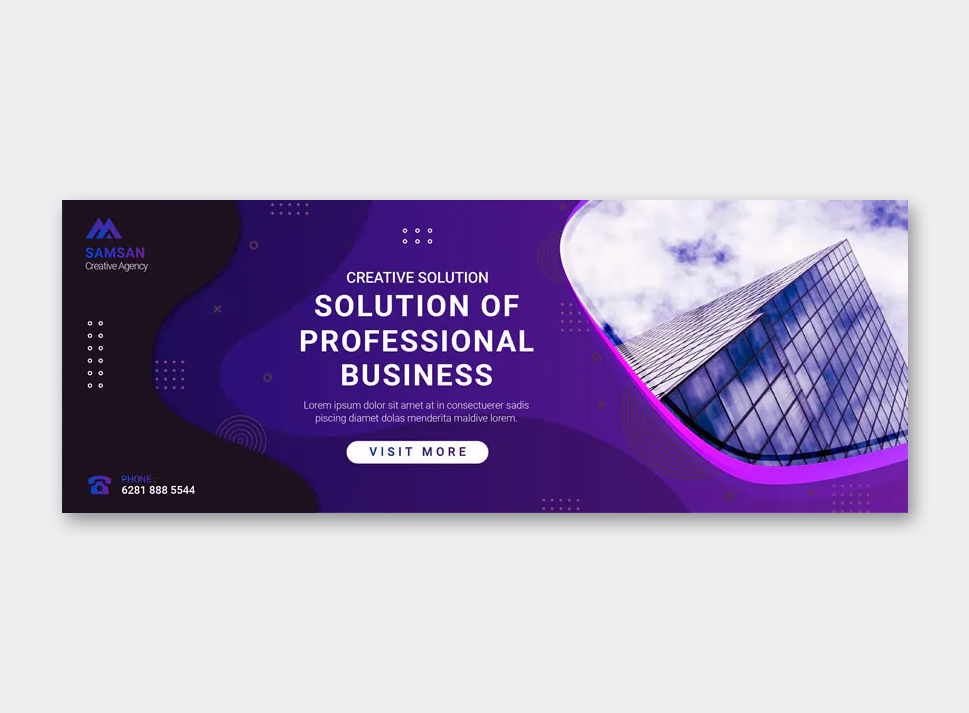 SAMSAN
Creative Agency
CREATIVE SOLUTION
SOLUTION OF
PROFESSIONAL
BUSINESS
Lorem ipsum dolor sit amet at in consectuerer sadis
piscing diamet dolas menderita maldive lorem.
VISIT MORE
PHONE :
6281 888 5544